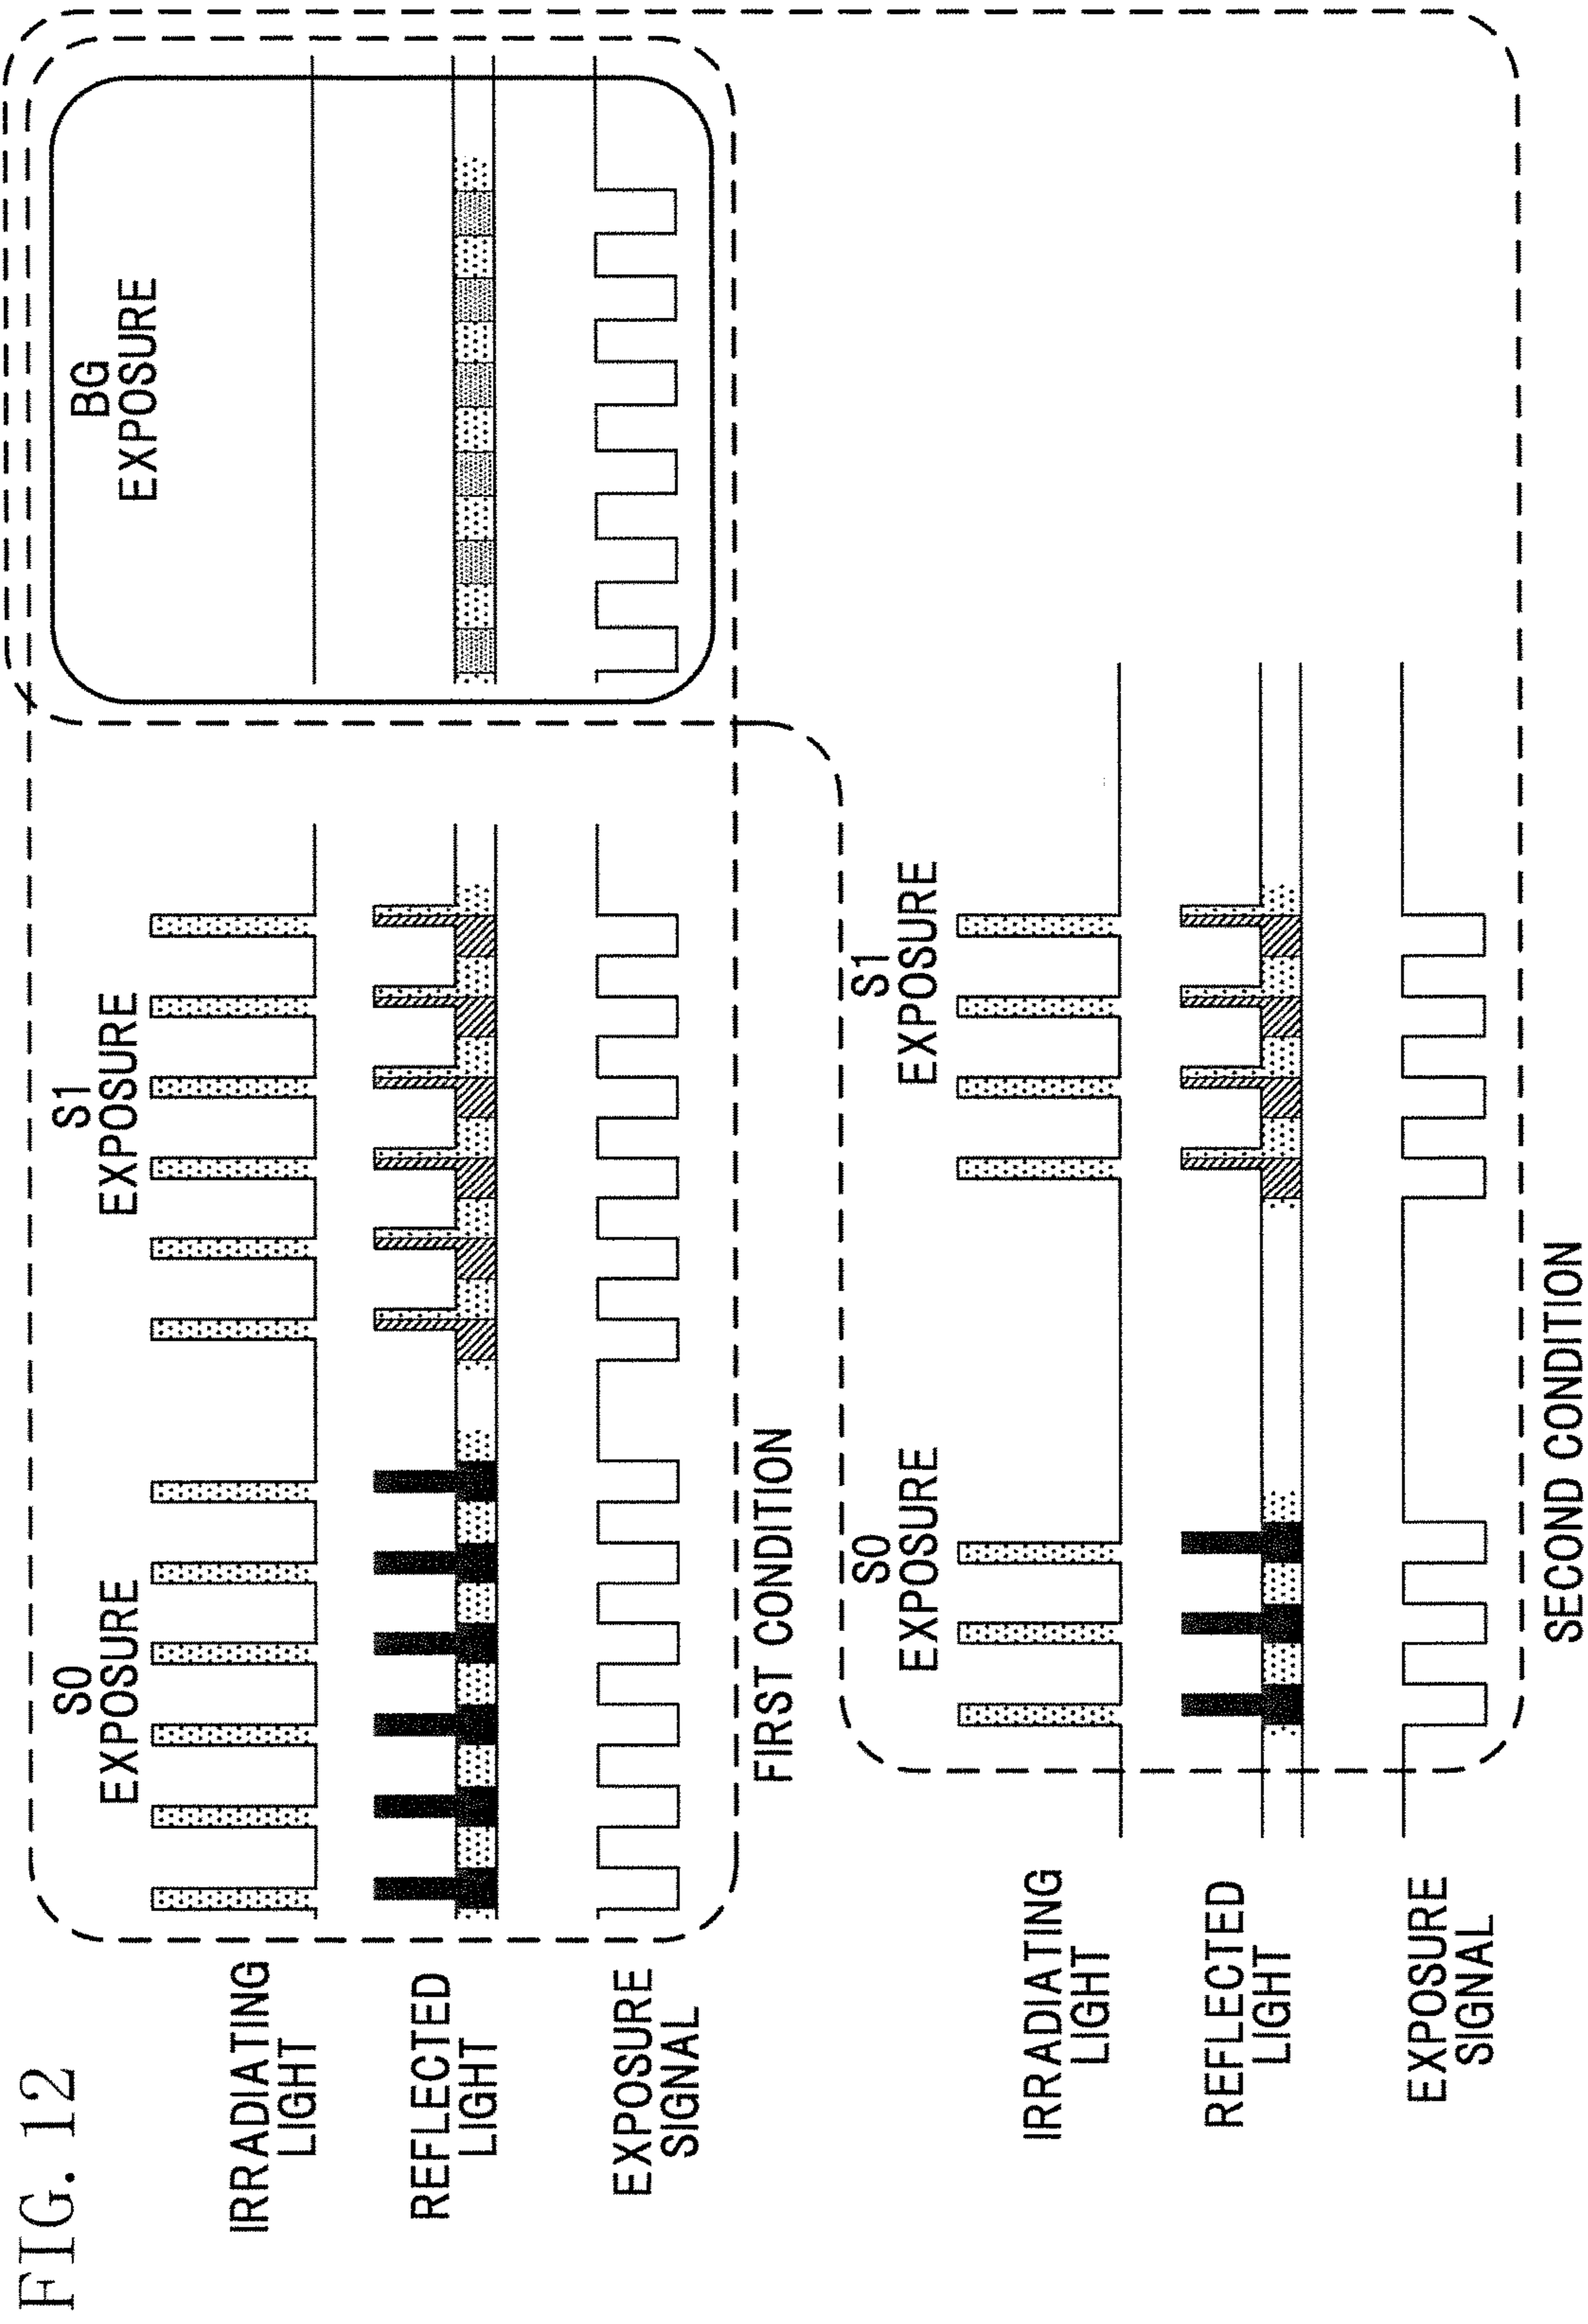 FIG. 12
S0
EXPOSURE
S1
EXPOSURE
BG
EXPOSURE
IRRADIATING
LIGHT
REFLECTED
LIGHT
EXPOSURE
SIGNAL
FIRST CONDITION
S0
EXPOSURE
S1
EXPOSURE
IRRADIATING
LIGHT
REFLECTED
LIGHT
EXPOSURE
SIGNAL
SECOND CONDITION